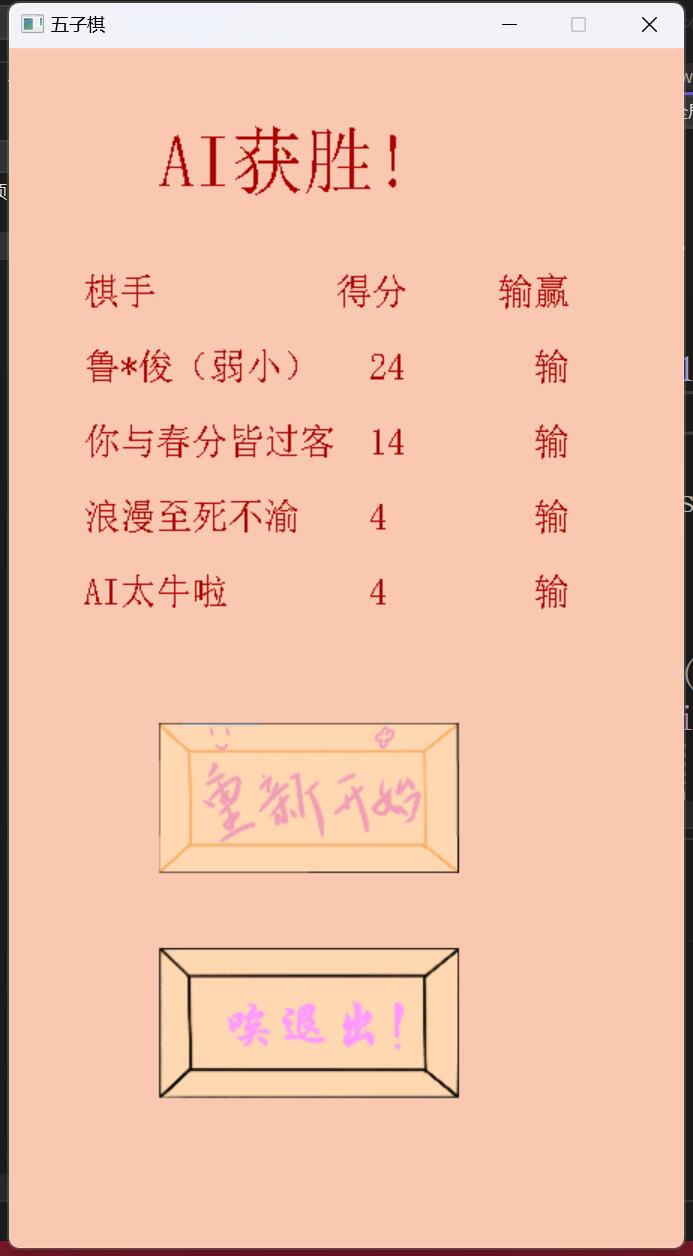 五子棋
AI获胜!
棋手 得分 输赢
鲁*俊（弱小） 24 输
你与春分皆过客 14 输
浪漫至死不渝 4 输
AI太牛啦 4 输
重新开始
唉退出!